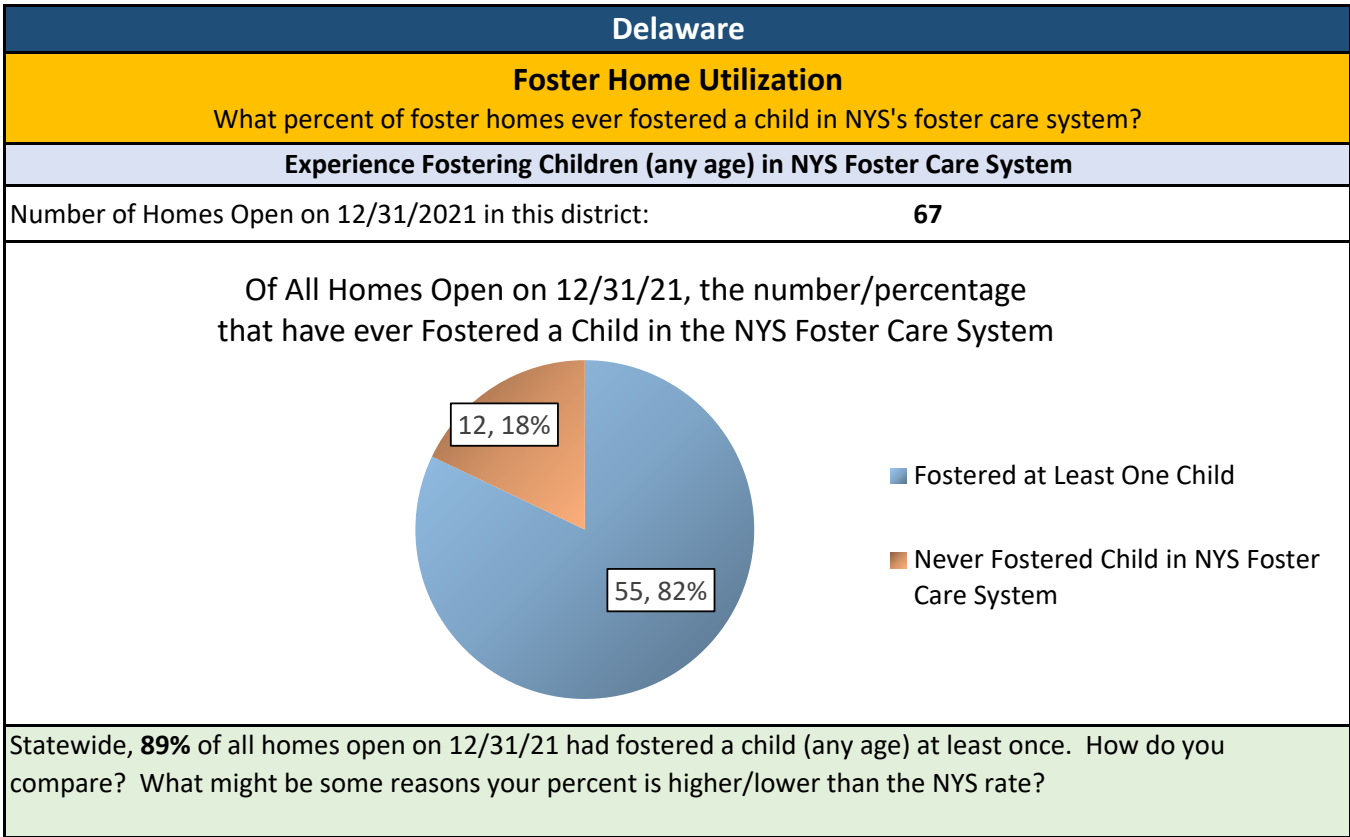 Delaware
Foster Home Utilization
What percent of foster homes ever fostered a child in NYS's foster care system?
Experience Fostering Children (any age) in NYS Foster Care System
Number of Homes Open on 12/31/2021 in this district: 67
Of All Homes Open on 12/31/21, the number/percentage
that have ever Fostered a Child in the NYS Foster Care System
12, 18%
55, 82%
Fostered at Least One Child
Never Fostered Child in NYS Foster
Care System
Statewide, 89% of all homes open on 12/31/21 had fostered a child (any age) at least once.  How do you
compare?  What might be some reasons your percent is higher/lower than the NYS rate?